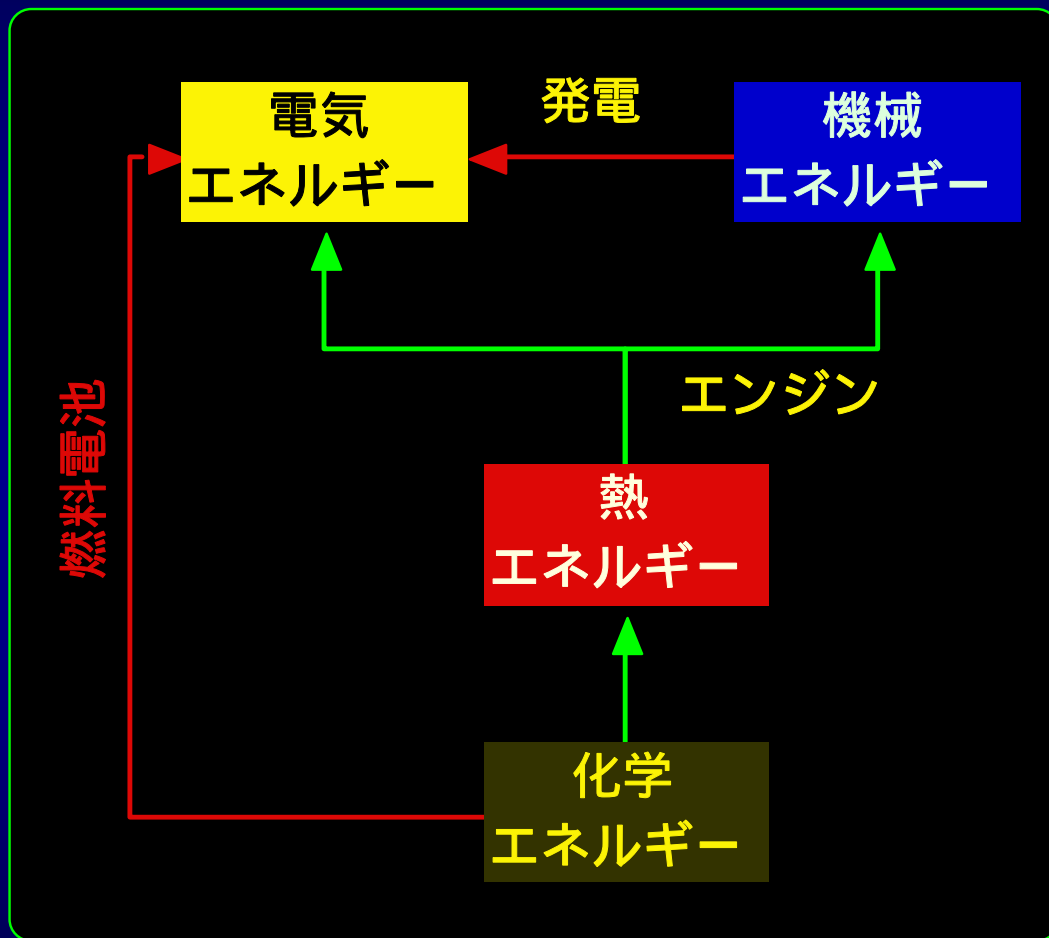 電気
エネルギー
発電
機械
エネルギー
エンジン
燃料電池
熱
エネルギー
化学
エネルギー